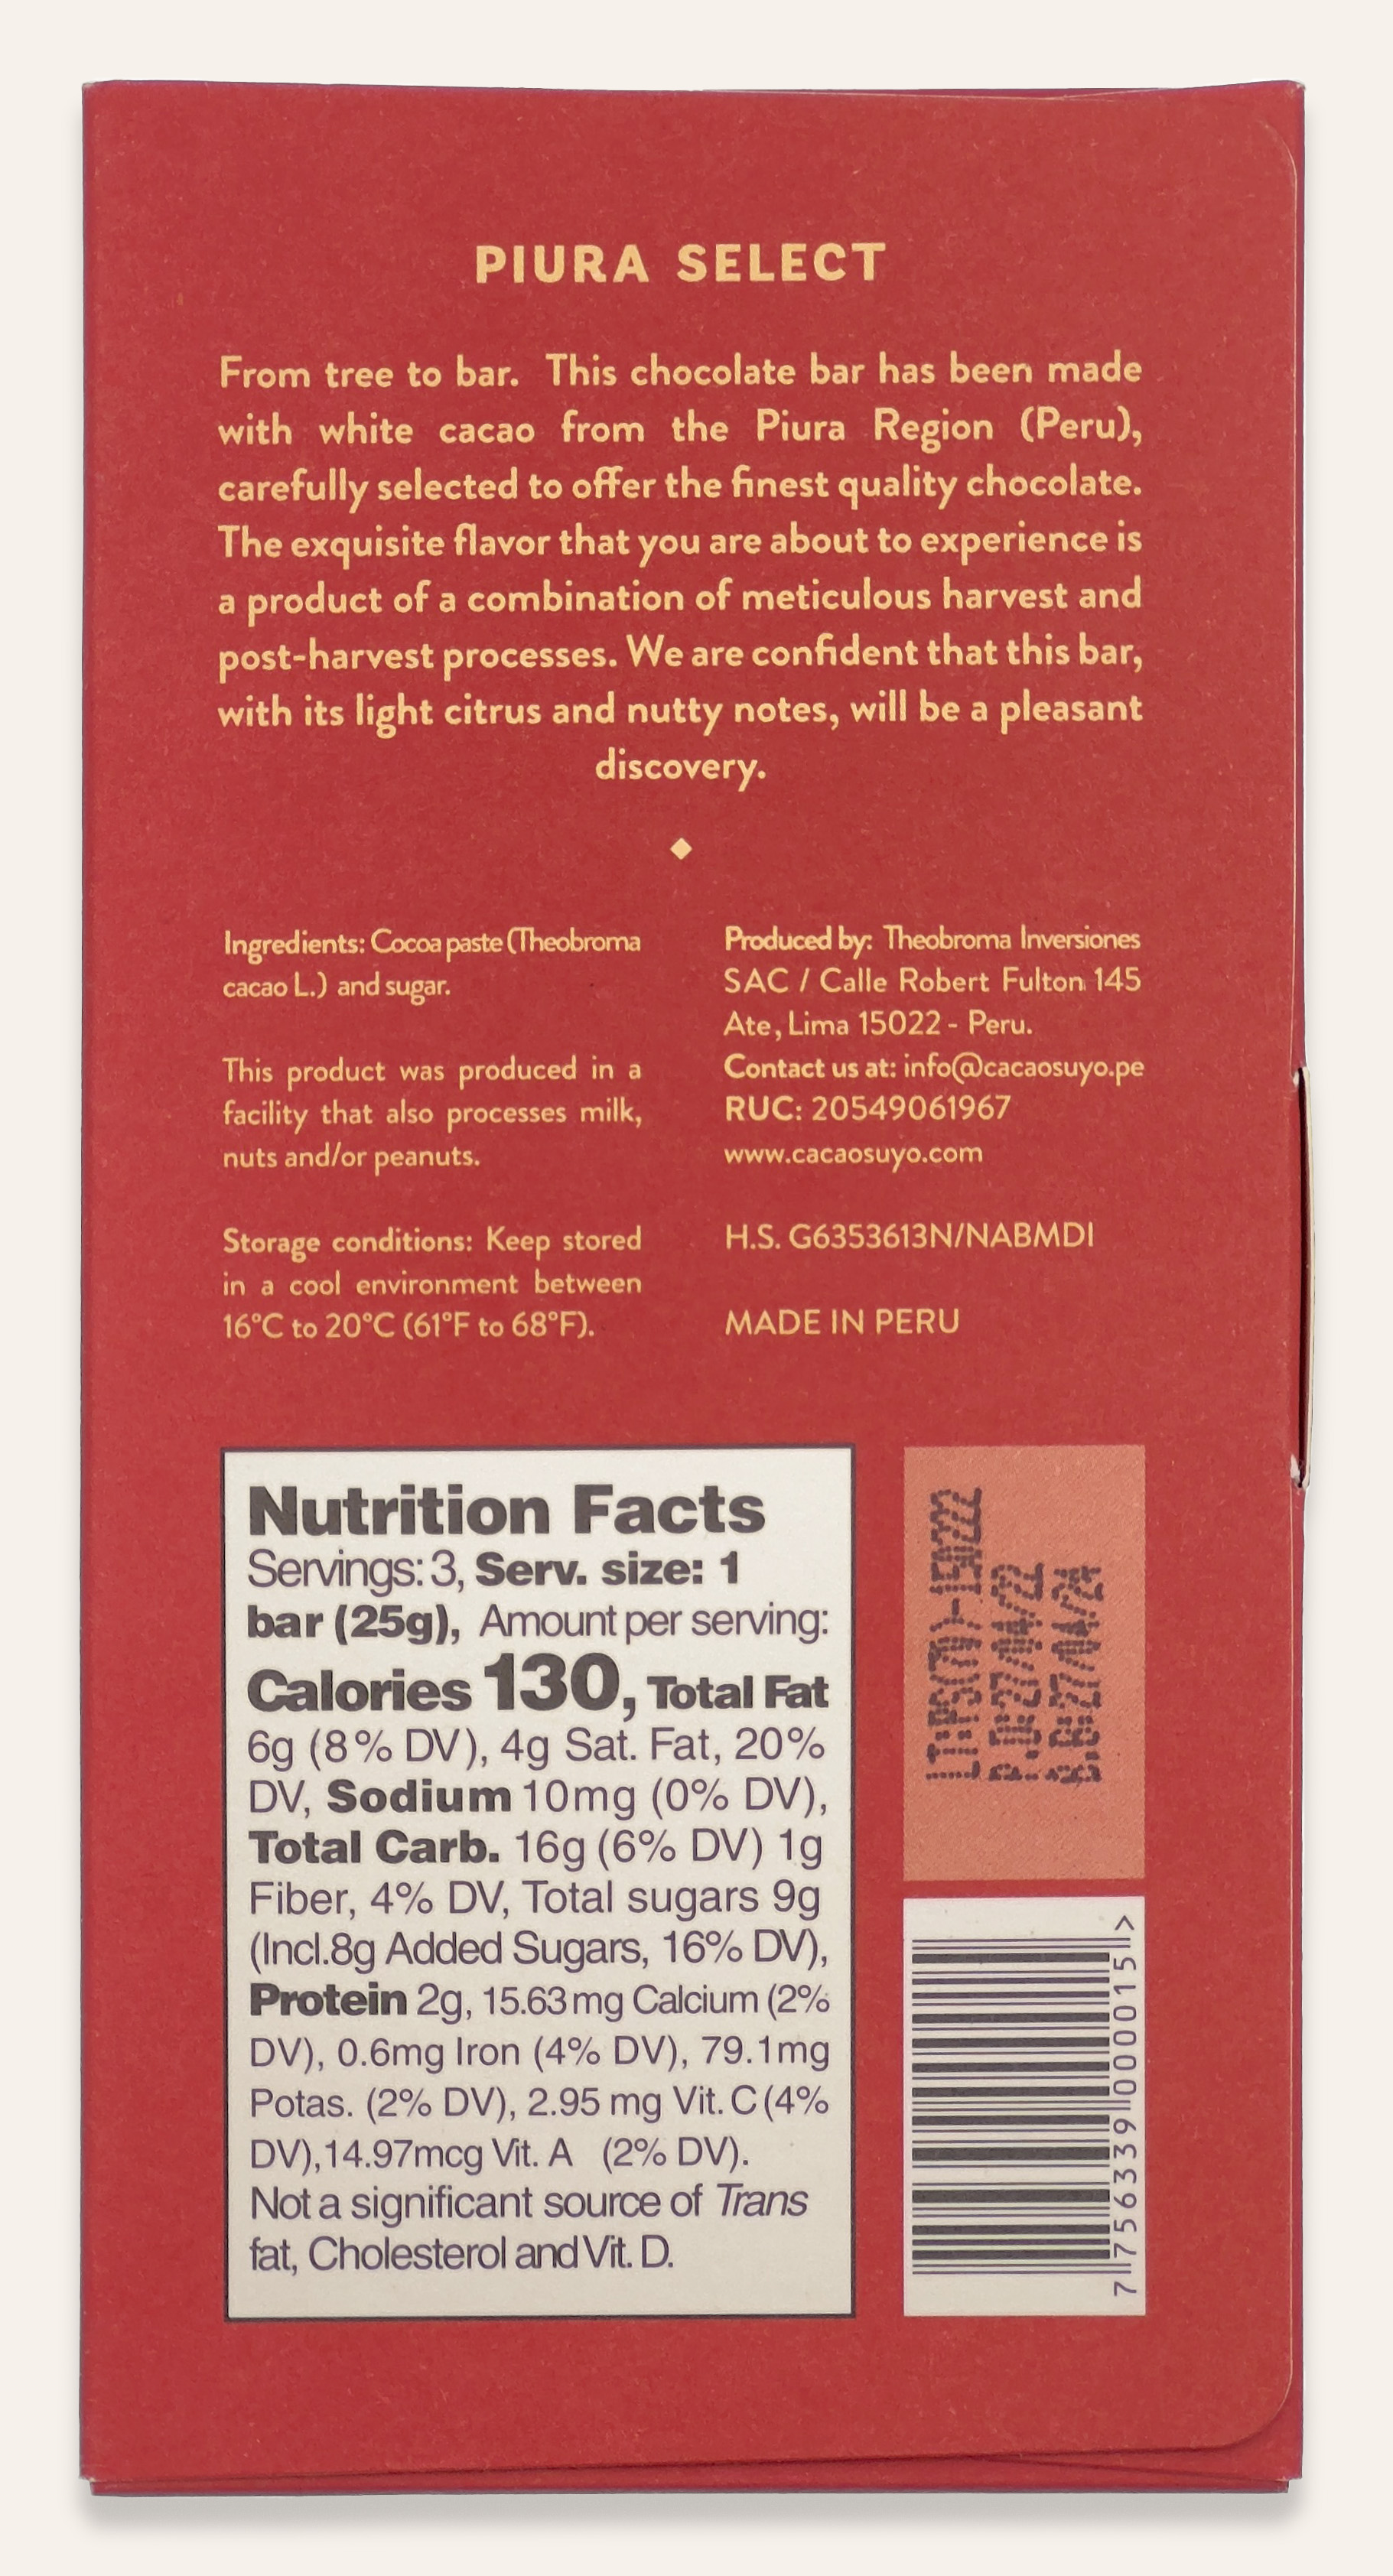 PIURA SELECT
From tree to bar. This chocolate bar has been made
with white cacao from the Piura Region (Peru),
carefully selected to offer the finest quality chocolate.
The exquisite flavor that you are about to experience is
a product of a combination of meticulous harvest and
post-harvest processes. We are confident that this bar,
with its light citrus and nutty notes, will be a pleasant
discovery.
Ingredients: Cocoa paste (Theobroma
cacao L.) and sugar.
This product was produced in a
facility that also processes milk,
nuts and/or peanuts.
Storage conditions: Keep stored
in a cool environment between
16°C to 20°C (61°F to 68°F).
Produced by: Theobroma Inversiones
SAC / Calle Robert Fulton 145
Ate, Lima 15022 - Peru.
Contact us at: info@cacaosuyo.pe
RUC: 20549061967
www.cacaosuyo.com
H.S. G6353613N/NABMDI
MADE IN PERU
Nutrition Facts
Servings: 3, Serv. size: 1
bar (25g), Amount per serving:
Calories 130, Total Fat
6g (8% DV), 4g Sat. Fat, 20%
DV, Sodium 10mg (0% DV),
Total Carb. 16g (6% DV) 1g
Fiber, 4% DV, Total sugars 9g
(Incl.8g Added Sugars, 16% DV),
Protein 2g, 15.63mg Calcium (2%
DV), 0.6mg Iron (4% DV), 79.1mg
Potas. (2% DV), 2.95 mg Vit. C (4%
DV),14.97mcg Vit. A (2% DV).
Not a significant source of Trans
fat, Cholesterol and Vit. D.
7 756339 000015 >